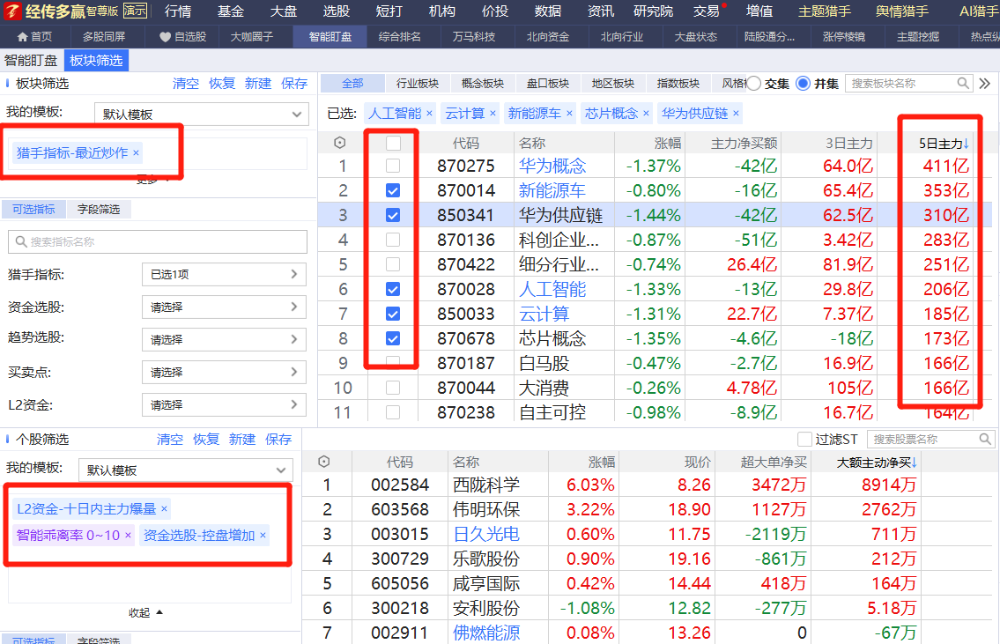 经传多赢 智尊版 演示 行情 基金 大盘 选股 短打 机构 价投 数据 资讯 研究院 交易 增值 主题猎手 舆情猎手 AI猎手
首页 多股同屏 自选股 大咖圈子 智能盯盘 综合排名 万马科技 北向资金 北向行业 大盘状态 陆股通分... 涨停棱镜 主题挖掘 热点纵
智能盯盘 板块筛选
板块筛选 清空 恢复 新建 保存
我的模板: 默认模板
猎手指标-最近炒作 ×
更多
可选指标 字段筛选
搜索指标名称
猎手指标: 已选1项
资金选股: 请选择
趋势选股: 请选择
买卖点: 请选择
L2资金: 请选择
全部 行业板块 概念板块 盘口板块 地区板块 指数板块 风格 交集 并集 搜索板块名称
已选: 人工智能 × 云计算 × 新能源车 × 芯片概念 × 华为供应链 ×
代码 名称 涨幅 主力净买额 3日主力 5日主力↓
1 870275 华为概念 -1.37% -42亿 64.0亿 411亿
2 870014 新能源车 -0.80% -16亿 65.4亿 353亿
3 850341 华为供应链 -1.44% -42亿 62.5亿 310亿
4 870136 科创企业... -0.87% -51亿 3.42亿 283亿
5 870422 细分行业... -0.74% 26.4亿 81.9亿 251亿
6 870028 人工智能 -1.33% -13亿 29.8亿 206亿
7 850033 云计算 -1.31% 22.7亿 7.37亿 185亿
8 870678 芯片概念 -1.35% -4.6亿 -18亿 173亿
9 870187 白马股 -0.47% -2.7亿 16.9亿 166亿
10 870044 大消费 -0.26% 4.78亿 105亿 166亿
11 870238 自主可控 -0.98% -8.9亿 16.7亿 164亿
个股筛选 清空 恢复 新建 保存
我的模板: 默认模板
L2资金-十日内主力爆量 ×
智能乖离率 0~10 × 资金选股-控盘增加 ×
收起
可选指标 字段筛选
过滤ST 搜索股票名称
代码 名称 涨幅 现价 超大单净买 大额主动净买↓
1 002584 西陇科学 6.03% 8.26 3472万 8914万
2 603568 伟明环保 3.22% 18.90 1127万 2762万
3 003015 日久光电 0.60% 11.75 -2119万 711万
4 300729 乐歌股份 0.90% 19.16 -861万 212万
5 605056 咸亨国际 0.42% 14.44 418万 164万
6 300218 安利股份 -1.08% 12.82 -277万 5.18万
7 002911 佛燃能源 0.08% 13.26 0 -67万